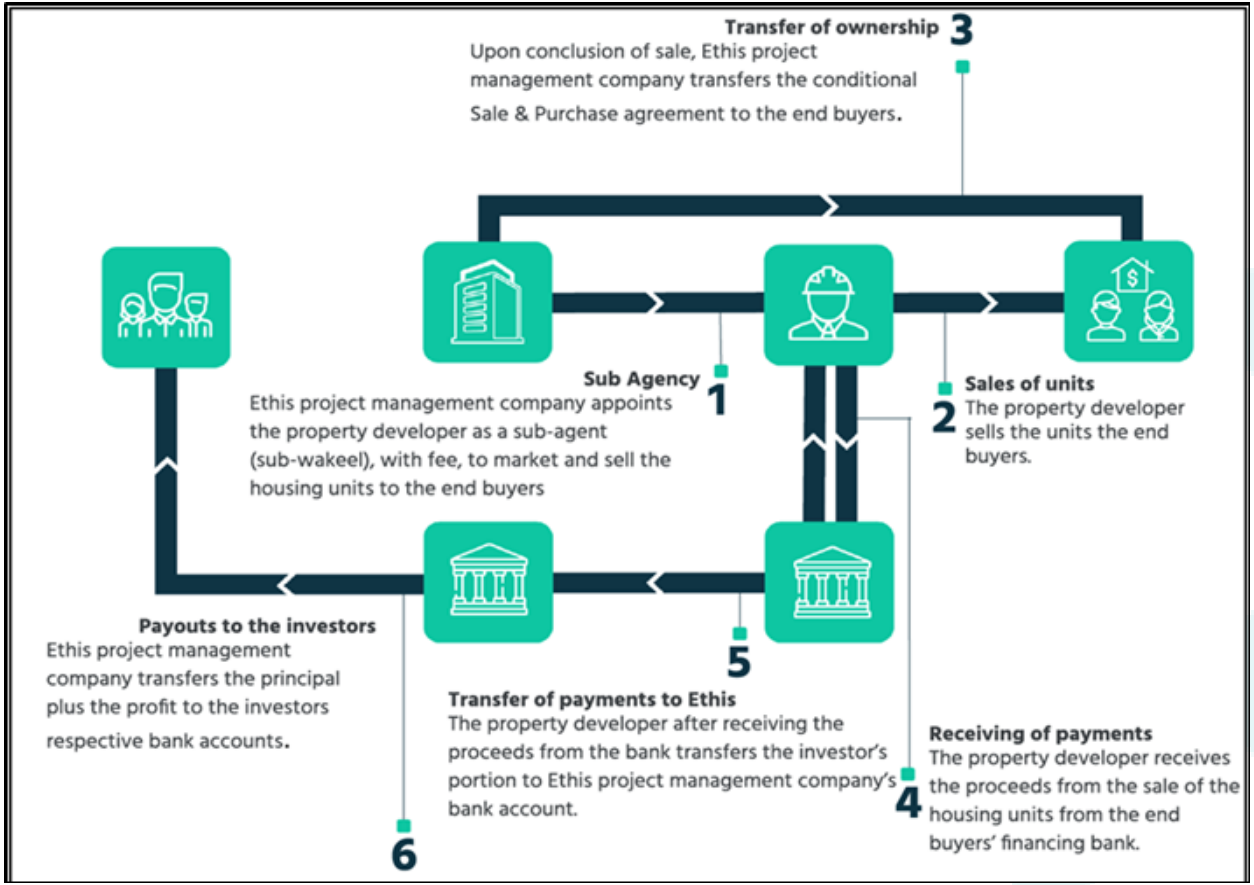 Transfer of ownership 3
Upon conclusion of sale, Ethis project
management company transfers the conditional
Sale & Purchase agreement to the end buyers.
$
Sub Agency 1
Ethis project management company appoints
the property developer as a sub-agent
(sub-wakeel), with fee, to market and sell the
housing units to the end buyers
2 Sales of units
The property developer
sells the units the end
buyers.
Payouts to the investors
Ethis project management
company transfers the principal
plus the profit to the investors
respective bank accounts.
6
5
Transfer of payments to Ethis
The property developer after receiving the
proceeds from the bank transfers the investor's
portion to Ethis project management company's
bank account.
4 Receiving of payments
The property developer receives
the proceeds from the sale of the
housing units from the end
buyers' financing bank.